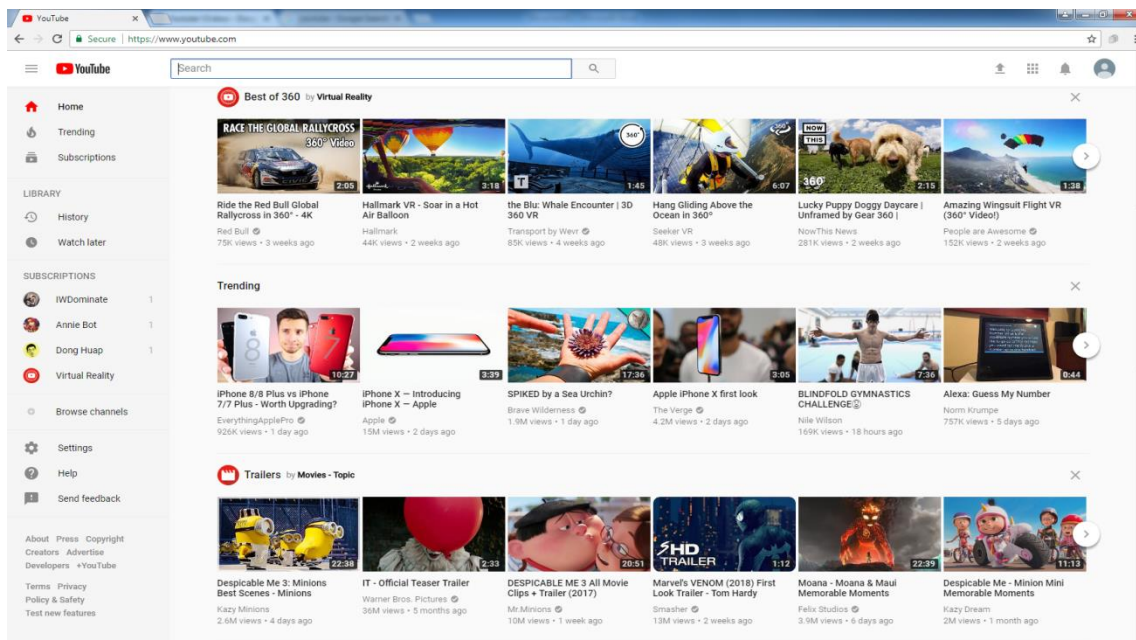 YouTube
Secure https://www.youtube.com
YouTube
Search
Home
Trending
Subscriptions
LIBRARY
History
Watch later
SUBSCRIPTIONS
IWDominate 1
Annie Bot 1
Dong Huap 1
Virtual Reality
Browse channels
Settings
Help
Send feedback
About Press Copyright
Creators Advertise
Developers +YouTube
Terms Privacy
Policy & Safety
Test new features
Best of 360 by Virtual Reality
RACE THE GLOBAL RALLYCROSS
360° Video
2:05
Ride the Red Bull Global
Rallycross in 360° - 4K
Red Bull
75K views • 3 weeks ago
Hallmark
3:18
Hallmark VR - Soar in a Hot
Air Balloon
Hallmark
44K views • 2 weeks ago
360°
T
1:45
the Blu: Whale Encounter | 3D
360 VR
Transport by Wevr
85K views • 4 weeks ago
360°
6:07
Hang Gliding Above the
Ocean in 360º
Seeker VR
48K views • 3 weeks ago
NOW
THIS
360°
2:15
Lucky Puppy Doggy Daycare |
Unframed by Gear 360 |
NowThis News
281K views • 2 weeks ago
1:38
Amazing Wingsuit Flight VR
(360° Video!)
People are Awesome
152K views • 2 weeks ago
Trending
10:27
iPhone 8/8 Plus vs iPhone
7/7 Plus - Worth Upgrading?
EverythingApplePro
926K views • 1 day ago
3:39
iPhone X — Introducing
iPhone X — Apple
Apple
15M views • 2 days ago
17:36
SPIKED by a Sea Urchin?
Brave Wilderness
1.9M views • 1 day ago
3:05
Apple iPhone X first look
The Verge
4.2M views • 2 days ago
7:36
BLINDFOLD GYMNASTICS
CHALLENGE
Nile Wilson
169K views • 18 hours ago
0:44
Alexa: Guess My Number
Norm Krumpe
757K views • 5 days ago
Trailers by Movies - Topic
22:38
Despicable Me 3: Minions
Best Scenes - Minions
Kazy Minions
2.6M views • 4 days ago
2:33
IT - Official Teaser Trailer
Warner Bros. Pictures
36M views • 5 months ago
20:51
DESPICABLE ME 3 All Movie
Clips + Trailer (2017)
Mr.Minions
10M views • 1 week ago
HD
TRAILER
1:12
Marvel's VENOM (2018) First
Look Trailer - Tom Hardy
Smasher
13M views • 2 weeks ago
22:39
Moana - Moana & Maui
Memorable Moments
Felix Studios
3.9M views • 6 days ago
11:13
Despicable Me - Minion Mini
Memorable Moments
Kazy Dream
2M views • 1 month ago